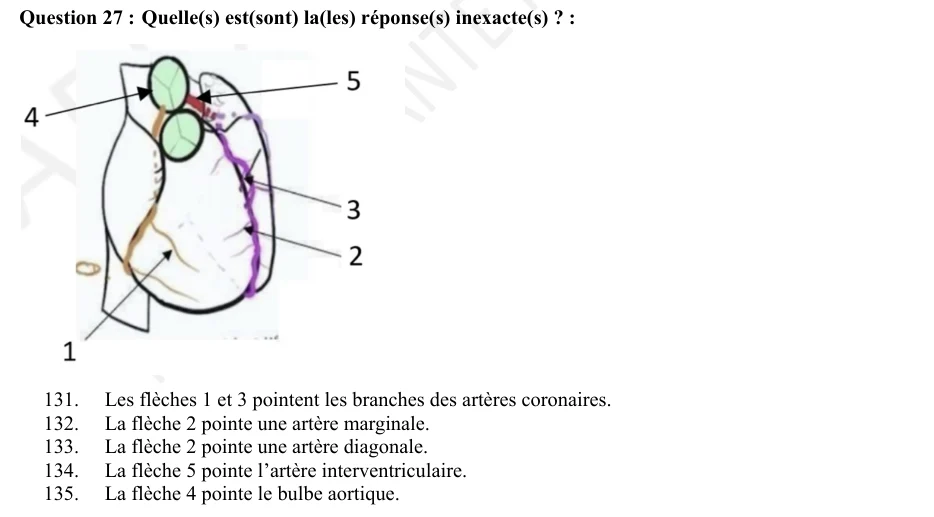 Question 27 : Quelle(s) est(sont) la(les) réponse(s) inexacte(s) ? :
5
4
3
2
1
131. Les flèches 1 et 3 pointent les branches des artères coronaires.
132. La flèche 2 pointe une artère marginale.
133. La flèche 2 pointe une artère diagonale.
134. La flèche 5 pointe l’artère interventriculaire.
135. La flèche 4 pointe le bulbe aortique.